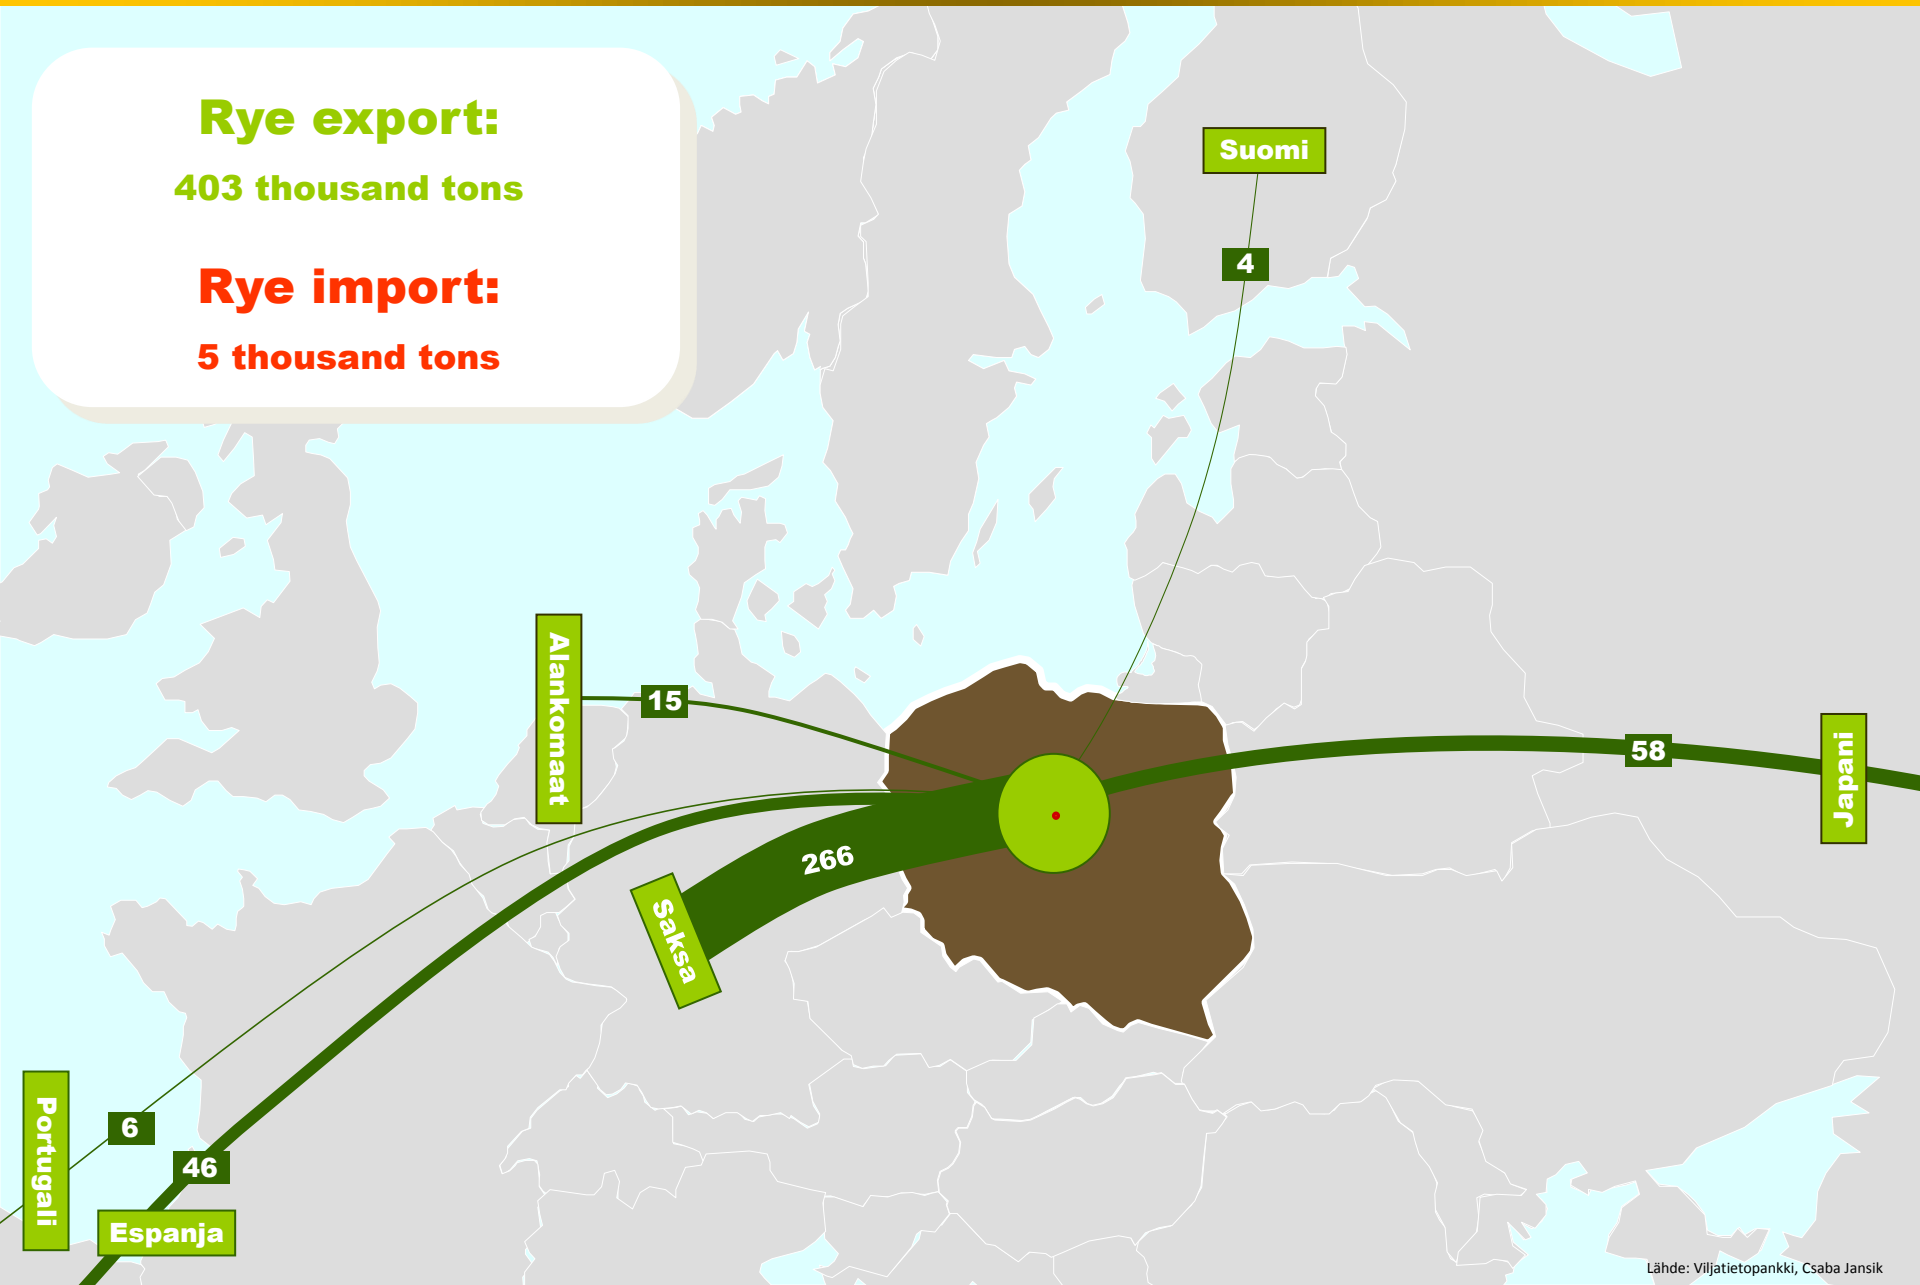 Rye export:
403 thousand tons
Rye import:
5 thousand tons
Suomi
4
Alankomaat
15
58
Japani
266
Saksa
Portugali
6
46
Espanja
Lähde: Viljatietopankki, Csaba Jansik